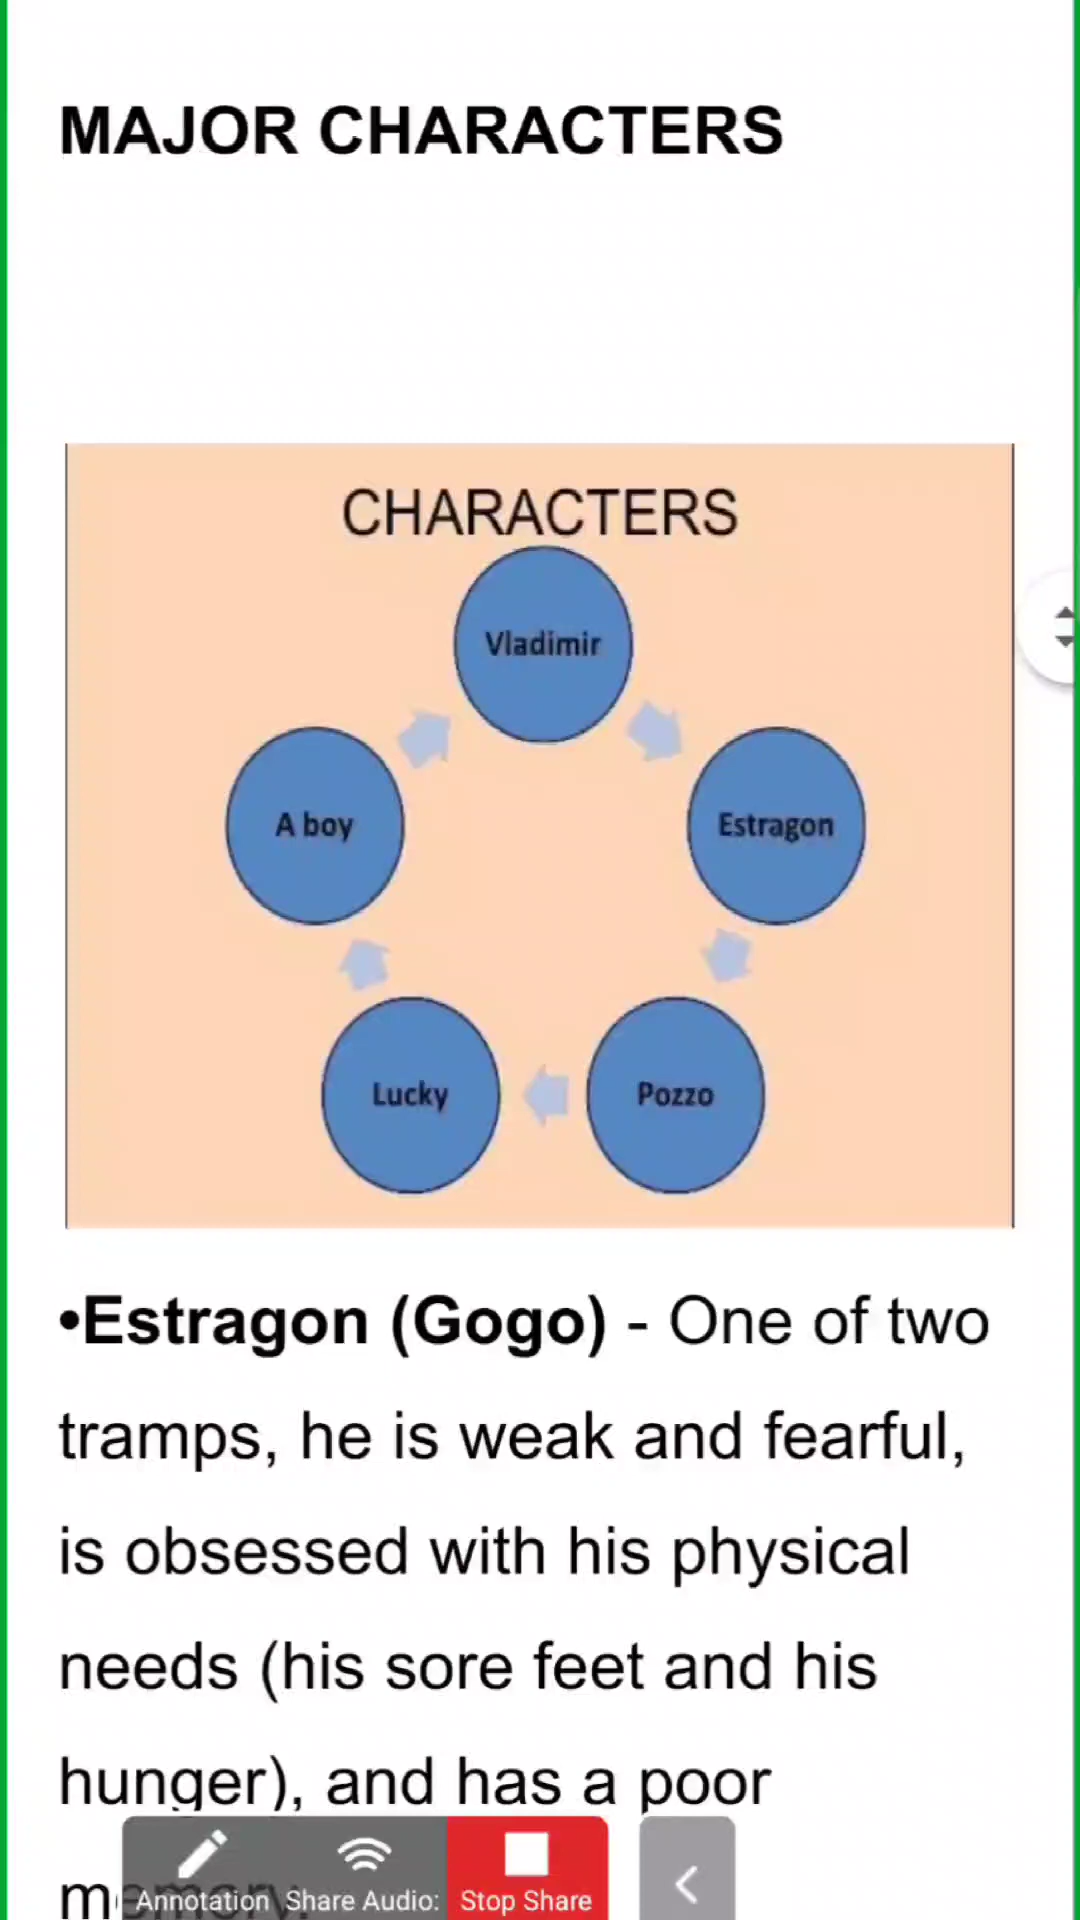 MAJOR CHARACTERS
CHARACTERS
Vladimir
A boy
Estragon
Lucky
Pozzo
•Estragon (Gogo) - One of two
tramps, he is weak and fearful,
is obsessed with his physical
needs (his sore feet and his
hunger), and has a poor
memory.
Annotation Share Audio: Stop Share